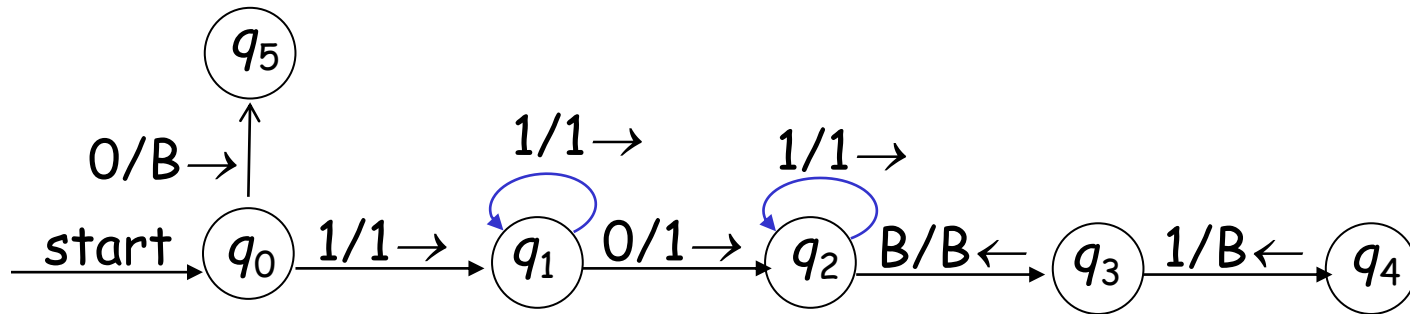 q5
0/B→
1/1→
1/1→
start
q0
1/1→
q1
0/1→
q2
B/B←
q3
1/B←
q4